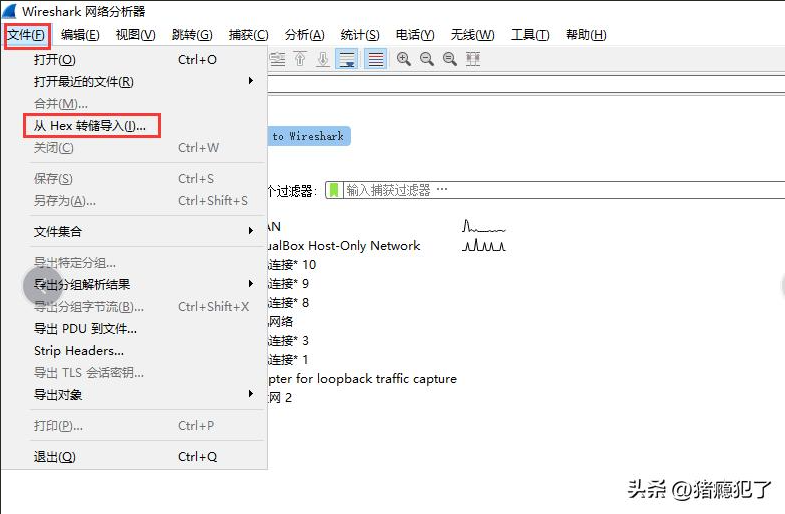 Wireshark 网络分析器
文件(F) 编辑(E) 视图(V) 跳转(G) 捕获(C) 分析(A) 统计(S) 电话(Y) 无线(W) 工具(T) 帮助(H)
打开(O) Ctrl+O
打开最近的文件(R)
合并(M)...
从 Hex 转储导入(I)...
to Wireshark
关闭(C) Ctrl+W
保存(S) Ctrl+S
个过滤器: 输入捕获过滤器 …
另存为(A)... Ctrl+Shift+S
AN
文件集合
ualBox Host-Only Network
导出特定分组...
连接* 10
导出分组解析结果
连接* 9
导出分组字节流(B)... Ctrl+Shift+X
连接* 8
网络
导出 PDU 到文件...
连接* 3
Strip Headers...
连接* 1
导出 TLS 会话密钥...
pter for loopback traffic capture
导出对象
网 2
打印(P)... Ctrl+P
退出(Q) Ctrl+Q
头条 @猪瘾犯了